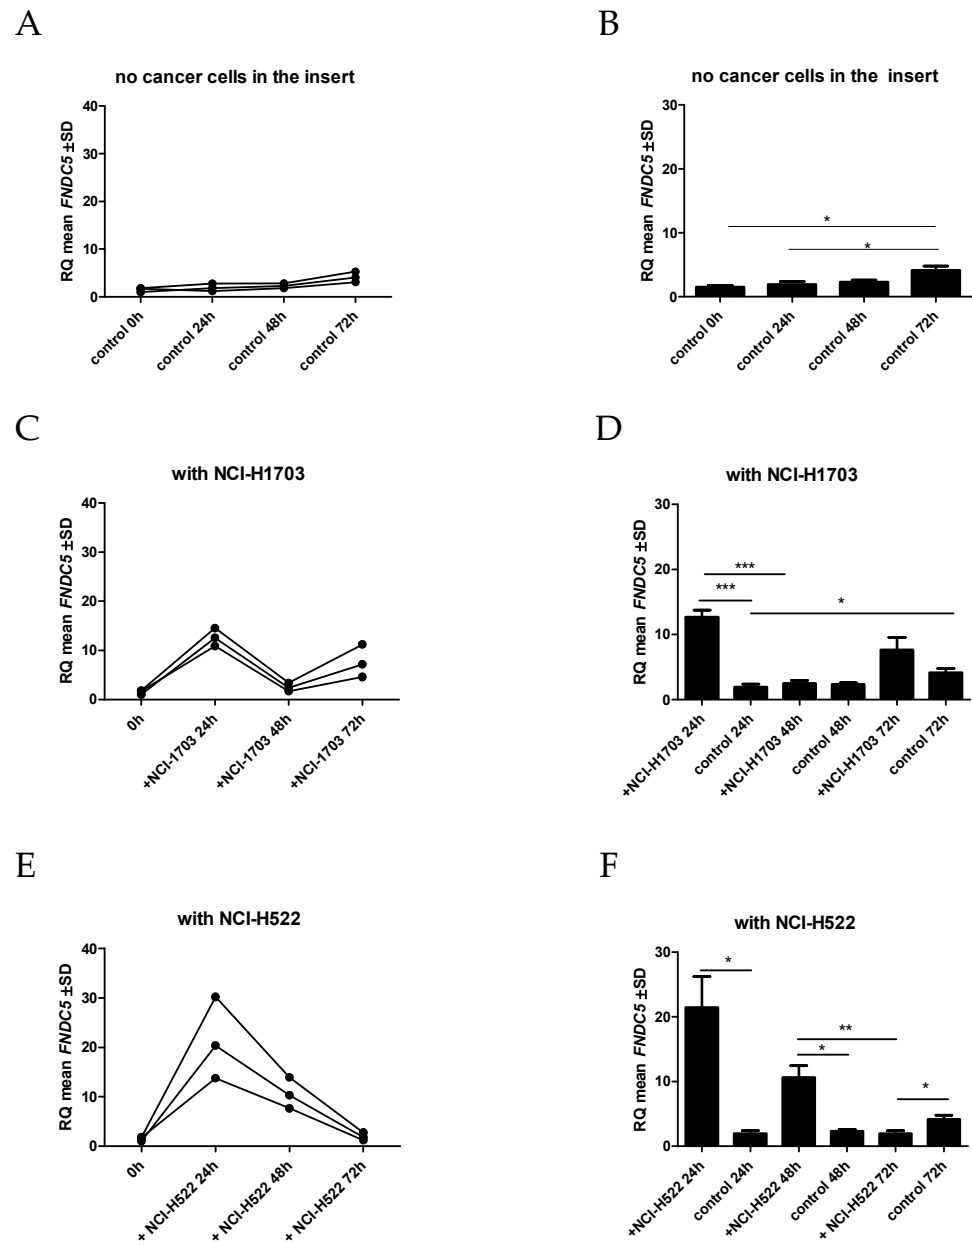 A
no cancer cells in the insert
RQ mean FNDC5 ±SD
40
30
20
10
0
control 0h
control 24h
control 48h
control 72h
B
no cancer cells in the  insert
RQ mean FNDC5 ±SD
30
20
10
0
*
*
control 0h
control 24h
control 48h
control 72h
C
with NCI-H1703
RQ mean FNDC5 ±SD
40
30
20
10
0
0h
+NCI-1703 24h
+NCI-1703 48h
+NCI-1703 72h
D
with NCI-H1703
RQ mean FNDC5 ±SD
30
20
10
0
***
***
*
+NCI-H1703 24h
control 24h
+NCI-H1703 48h
control 48h
+NCI-H1703 72h
control 72h
E
with NCI-H522
RQ mean FNDC5 ±SD
40
30
20
10
0
0h
+ NCI-H522 24h
+ NCI-H522 48h
+ NCI-H522 72h
F
with NCI-H522
RQ mean FNDC5 ±SD
30
20
10
0
*
**
*
*
+NCI-H522 24h
control 24h
+NCI-H522 48h
control 48h
+ NCI-H522 72h
control 72h